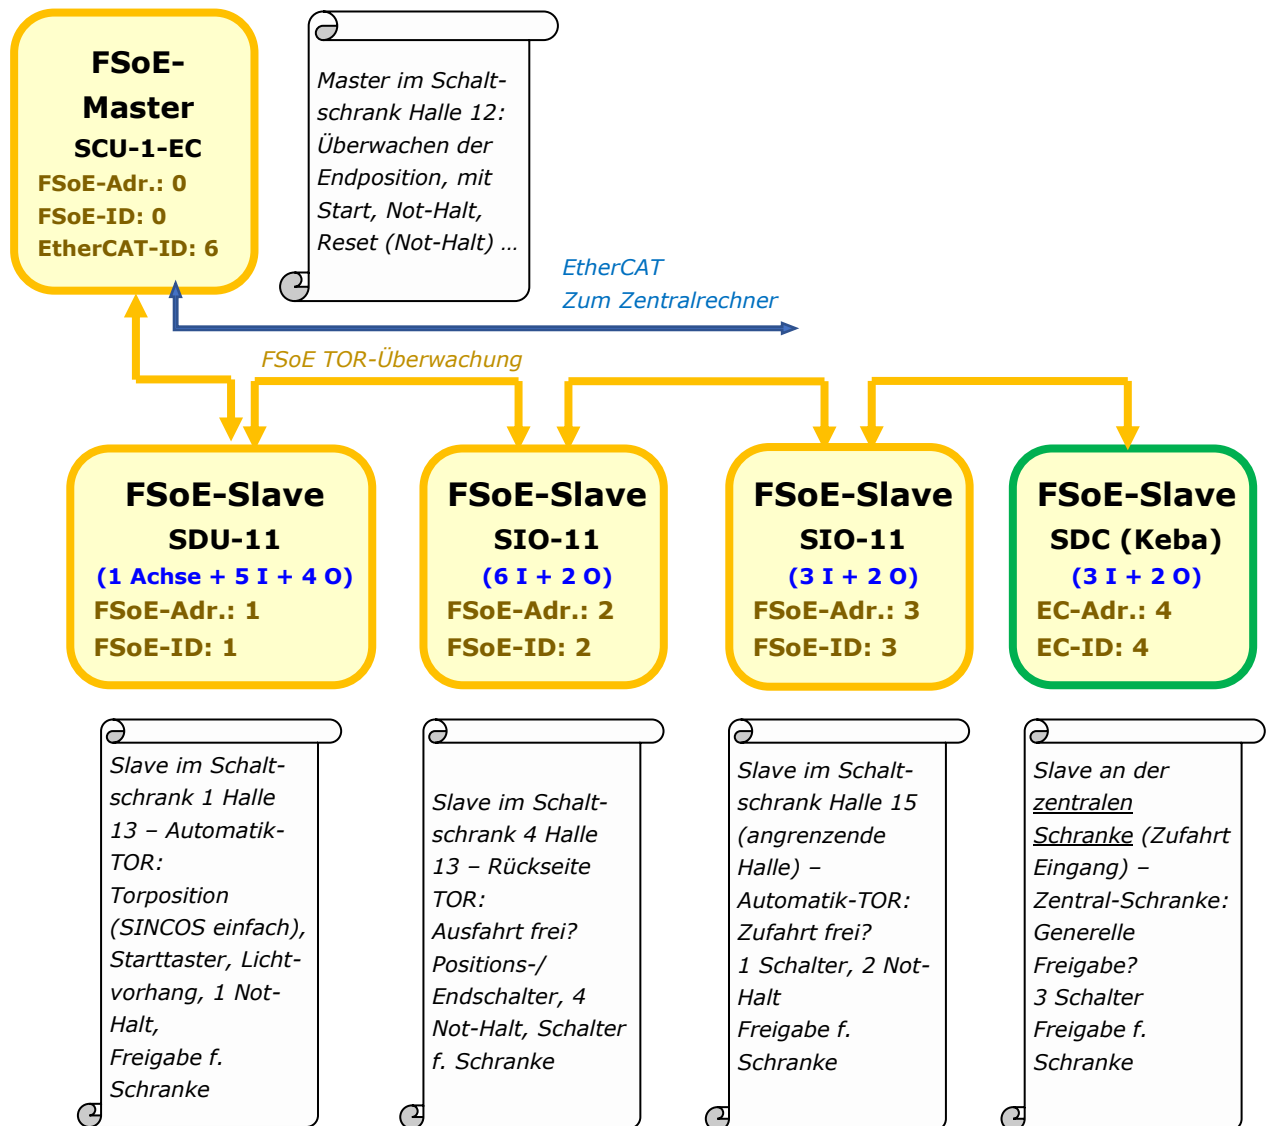 FSoE-
Master
SCU-1-EC
FSoE-Adr.: 0
FSoE-ID: 0
EtherCAT-ID: 6
Master im Schalt-
schrank Halle 12:
Überwachen der
Endposition, mit
Start, Not-Halt,
Reset (Not-Halt) …
EtherCAT
Zum Zentralrechner
FSoE TOR-Überwachung
FSoE-Slave
SDU-11
(1 Achse + 5 I + 4 O)
FSoE-Adr.: 1
FSoE-ID: 1
FSoE-Slave
SIO-11
(6 I + 2 O)
FSoE-Adr.: 2
FSoE-ID: 2
FSoE-Slave
SIO-11
(3 I + 2 O)
FSoE-Adr.: 3
FSoE-ID: 3
FSoE-Slave
SDC (Keba)
(3 I + 2 O)
EC-Adr.: 4
EC-ID: 4
Slave im Schalt-
schrank 1 Halle
13 – Automatik-
TOR:
Torposition
(SINCOS einfach),
Starttaster, Licht-
vorhang, 1 Not-
Halt,
Freigabe f.
Schranke
Slave im Schalt-
schrank 4 Halle
13 – Rückseite
TOR:
Ausfahrt frei?
Positions-/
Endschalter, 4
Not-Halt, Schalter
f. Schranke
Slave im Schalt-
schrank Halle 15
(angrenzende
Halle) –
Automatik-TOR:
Zufahrt frei?
1 Schalter, 2 Not-
Halt
Freigabe f.
Schranke
Slave an der
zentralen
Schranke (Zufahrt
Eingang) –
Zentral-Schranke:
Generelle
Freigabe?
3 Schalter
Freigabe f.
Schranke